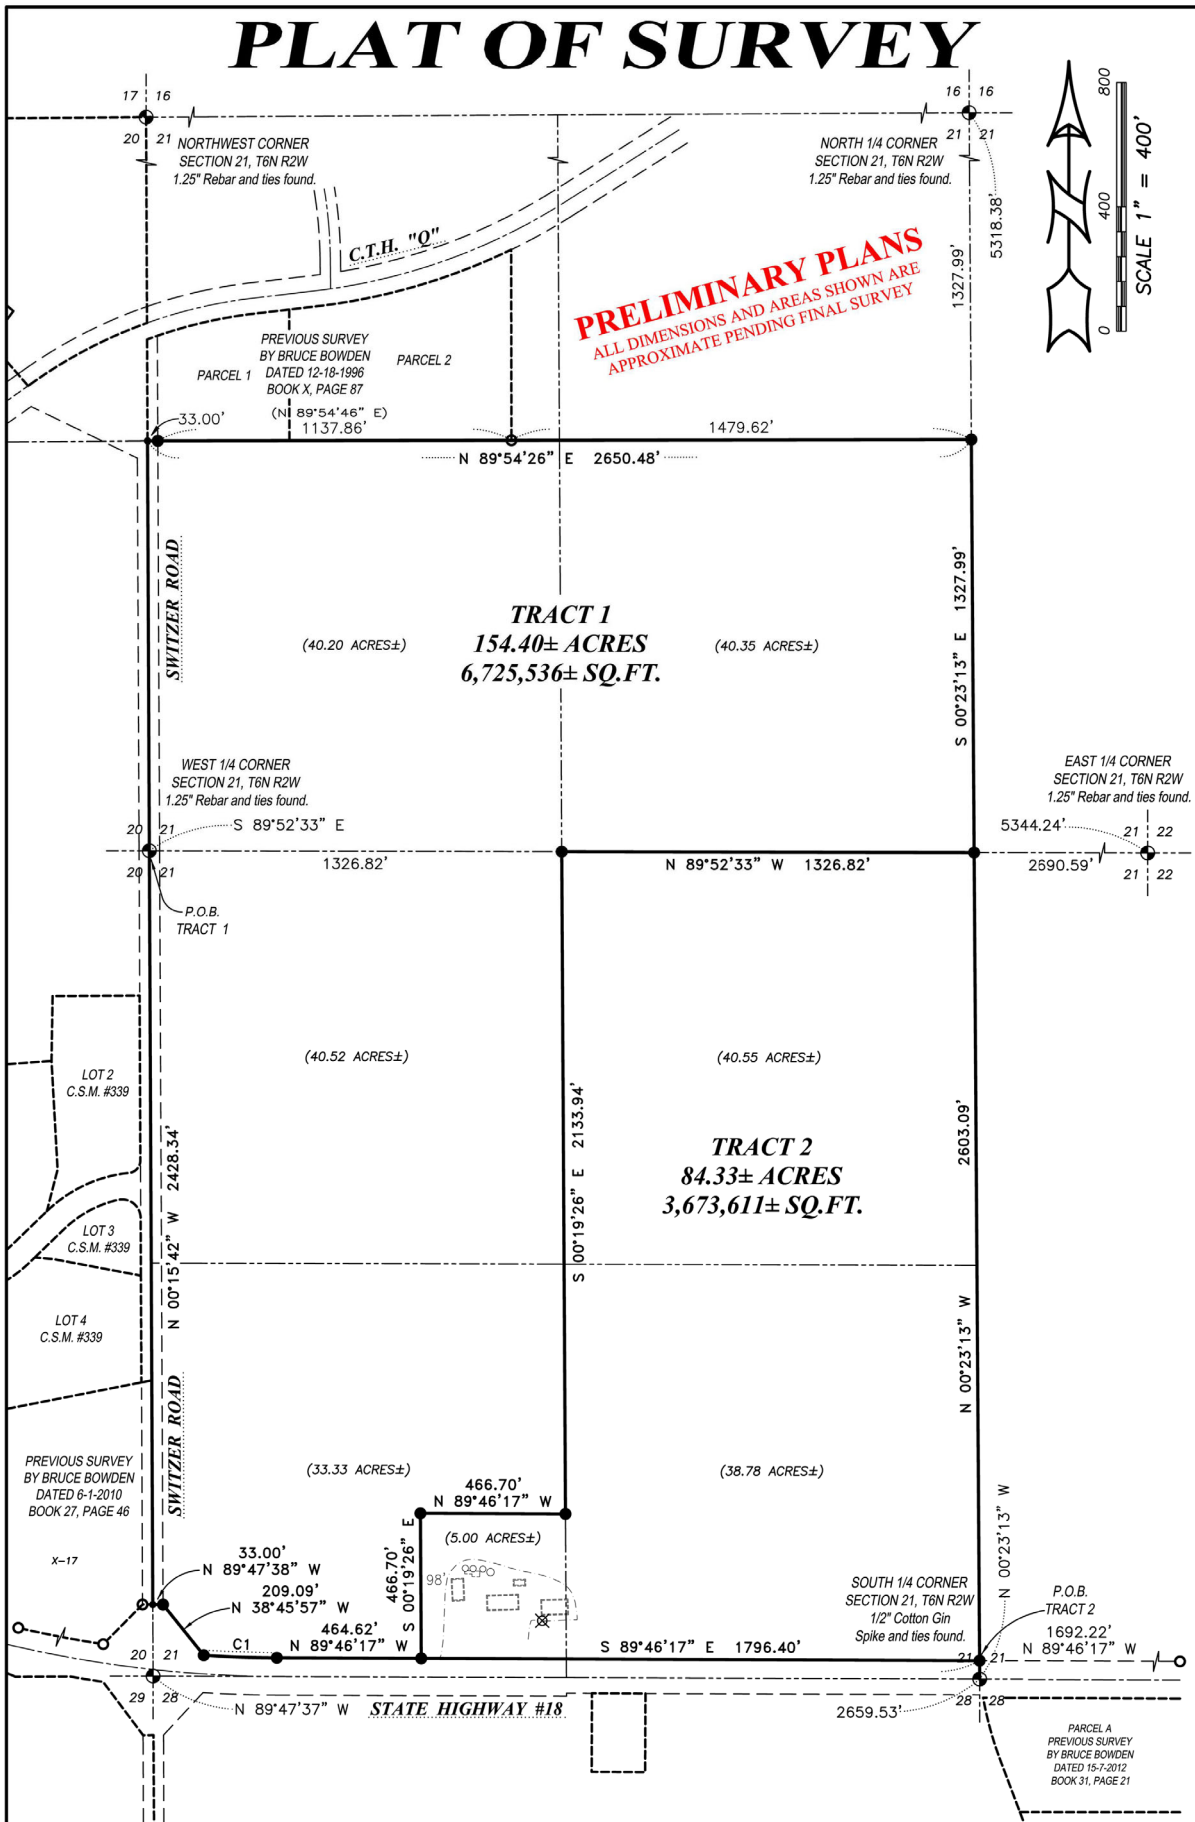 PLAT OF SURVEY
17 16
20 21
NORTHWEST CORNER
SECTION 21, T6N R2W
1.25" Rebar and ties found.
16 16
21 21
NORTH 1/4 CORNER
SECTION 21, T6N R2W
1.25" Rebar and ties found.
5318.38'
1327.99'
800
400
0
SCALE 1" = 400'
C.T.H. "Q"
PRELIMINARY PLANS
ALL DIMENSIONS AND AREAS SHOWN ARE
APPROXIMATE PENDING FINAL SURVEY
PREVIOUS SURVEY
BY BRUCE BOWDEN
DATED 12-18-1996
BOOK X, PAGE 87
PARCEL 1
PARCEL 2
33.00'
(N 89°54'46" E)
1137.86'
1479.62'
N 89°54'26" E 2650.48'
SWITZER ROAD
TRACT 1
154.40± ACRES
6,725,536± SQ.FT.
(40.20 ACRES±)
(40.35 ACRES±)
S 00°23'13" E 1327.99'
WEST 1/4 CORNER
SECTION 21, T6N R2W
1.25" Rebar and ties found.
20 21
S 89°52'33" E
20 21
1326.82'
N 89°52'33" W 1326.82'
EAST 1/4 CORNER
SECTION 21, T6N R2W
1.25" Rebar and ties found.
5344.24'
21 22
2690.59'
21 22
P.O.B.
TRACT 1
(40.52 ACRES±)
(40.55 ACRES±)
LOT 2
C.S.M. #339
LOT 3
C.S.M. #339
LOT 4
C.S.M. #339
N 00°15'42" W 2428.34'
S 00°19'26" E 2133.94'
2603.09'
N 00°23'13" W
TRACT 2
84.33± ACRES
3,673,611± SQ.FT.
SWITZER ROAD
PREVIOUS SURVEY
BY BRUCE BOWDEN
DATED 6-1-2010
BOOK 27, PAGE 46
X-17
(33.33 ACRES±)
(38.78 ACRES±)
466.70'
N 89°46'17" W
(5.00 ACRES±)
466.70'
S 00°19'26" E
98'
33.00'
N 89°47'38" W
209.09'
N 38°45'57" W
464.62'
N 89°46'17" W
C1
S 89°46'17" E 1796.40'
SOUTH 1/4 CORNER
SECTION 21, T6N R2W
1/2" Cotton Gin
Spike and ties found.
N 00°23'13" W
P.O.B.
TRACT 2
1692.22'
N 89°46'17" W
20 21
29 28
21 21
28 28
N 89°47'37" W
STATE HIGHWAY #18
2659.53'
PARCEL A
PREVIOUS SURVEY
BY BRUCE BOWDEN
DATED 15-7-2012
BOOK 31, PAGE 21